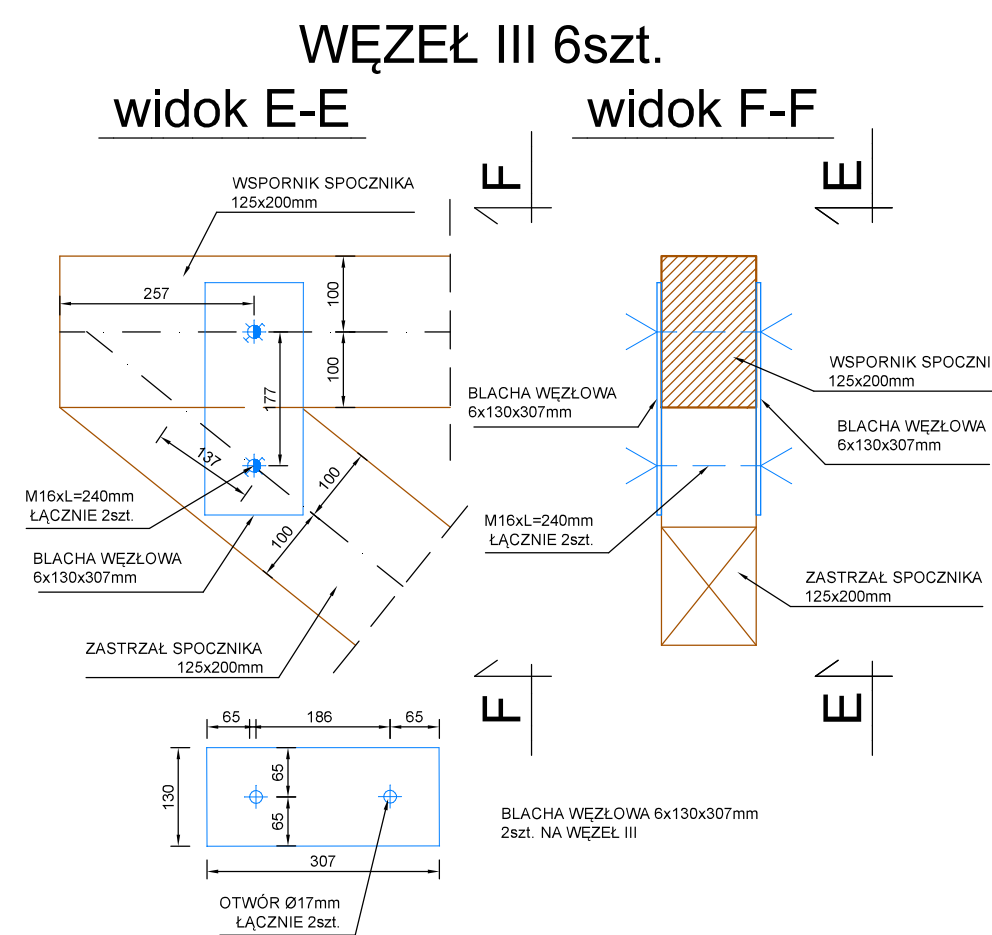 WĘZEŁ III 6szt.
widok E-E
widok F-F
F
E
WSPORNIK SPOCZNIKA
125x200mm
257
100
100
177
137
100
100
M16xL=240mm
ŁĄCZNIE 2szt.
BLACHA WĘZŁOWA
6x130x307mm
ZASTRZAŁ SPOCZNIKA
125x200mm
BLACHA WĘZŁOWA
6x130x307mm
WSPORNIK SPOCZNI
125x200mm
BLACHA WĘZŁOWA
6x130x307mm
M16xL=240mm
ŁĄCZNIE 2szt.
ZASTRZAŁ SPOCZNIKA
125x200mm
F
E
65
186
65
130
65
65
307
OTWÓR Ø17mm
ŁĄCZNIE 2szt.
BLACHA WĘZŁOWA 6x130x307mm
2szt. NA WĘZEŁ III